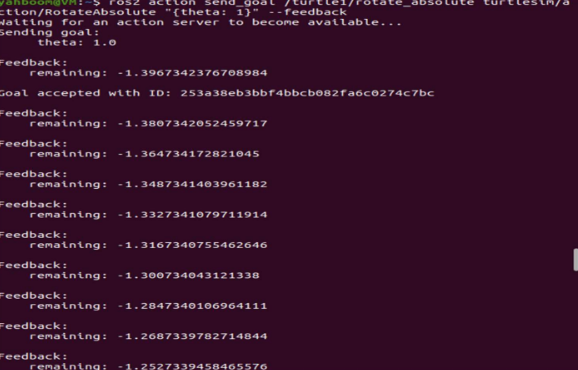 yahboom@VM:~$ ros2 action send_goal /turtle1/rotate_absolute turtlesim/a
ction/RotateAbsolute "{theta: 1}" --feedback
Waiting for an action server to become available...
Sending goal:
theta: 1.0
Feedback:
remaining: -1.3967342376708984
Goal accepted with ID: 253a38eb3bbf4bbcb082fa6c0274c7bc
Feedback:
remaining: -1.3807342052459717
Feedback:
remaining: -1.364734172821045
Feedback:
remaining: -1.3487341403961182
Feedback:
remaining: -1.3327341079711914
Feedback:
remaining: -1.3167340755462646
Feedback:
remaining: -1.300734043121338
Feedback:
remaining: -1.2847340106964111
Feedback:
remaining: -1.2687339782714844
Feedback:
remaining: -1.2527339458465576